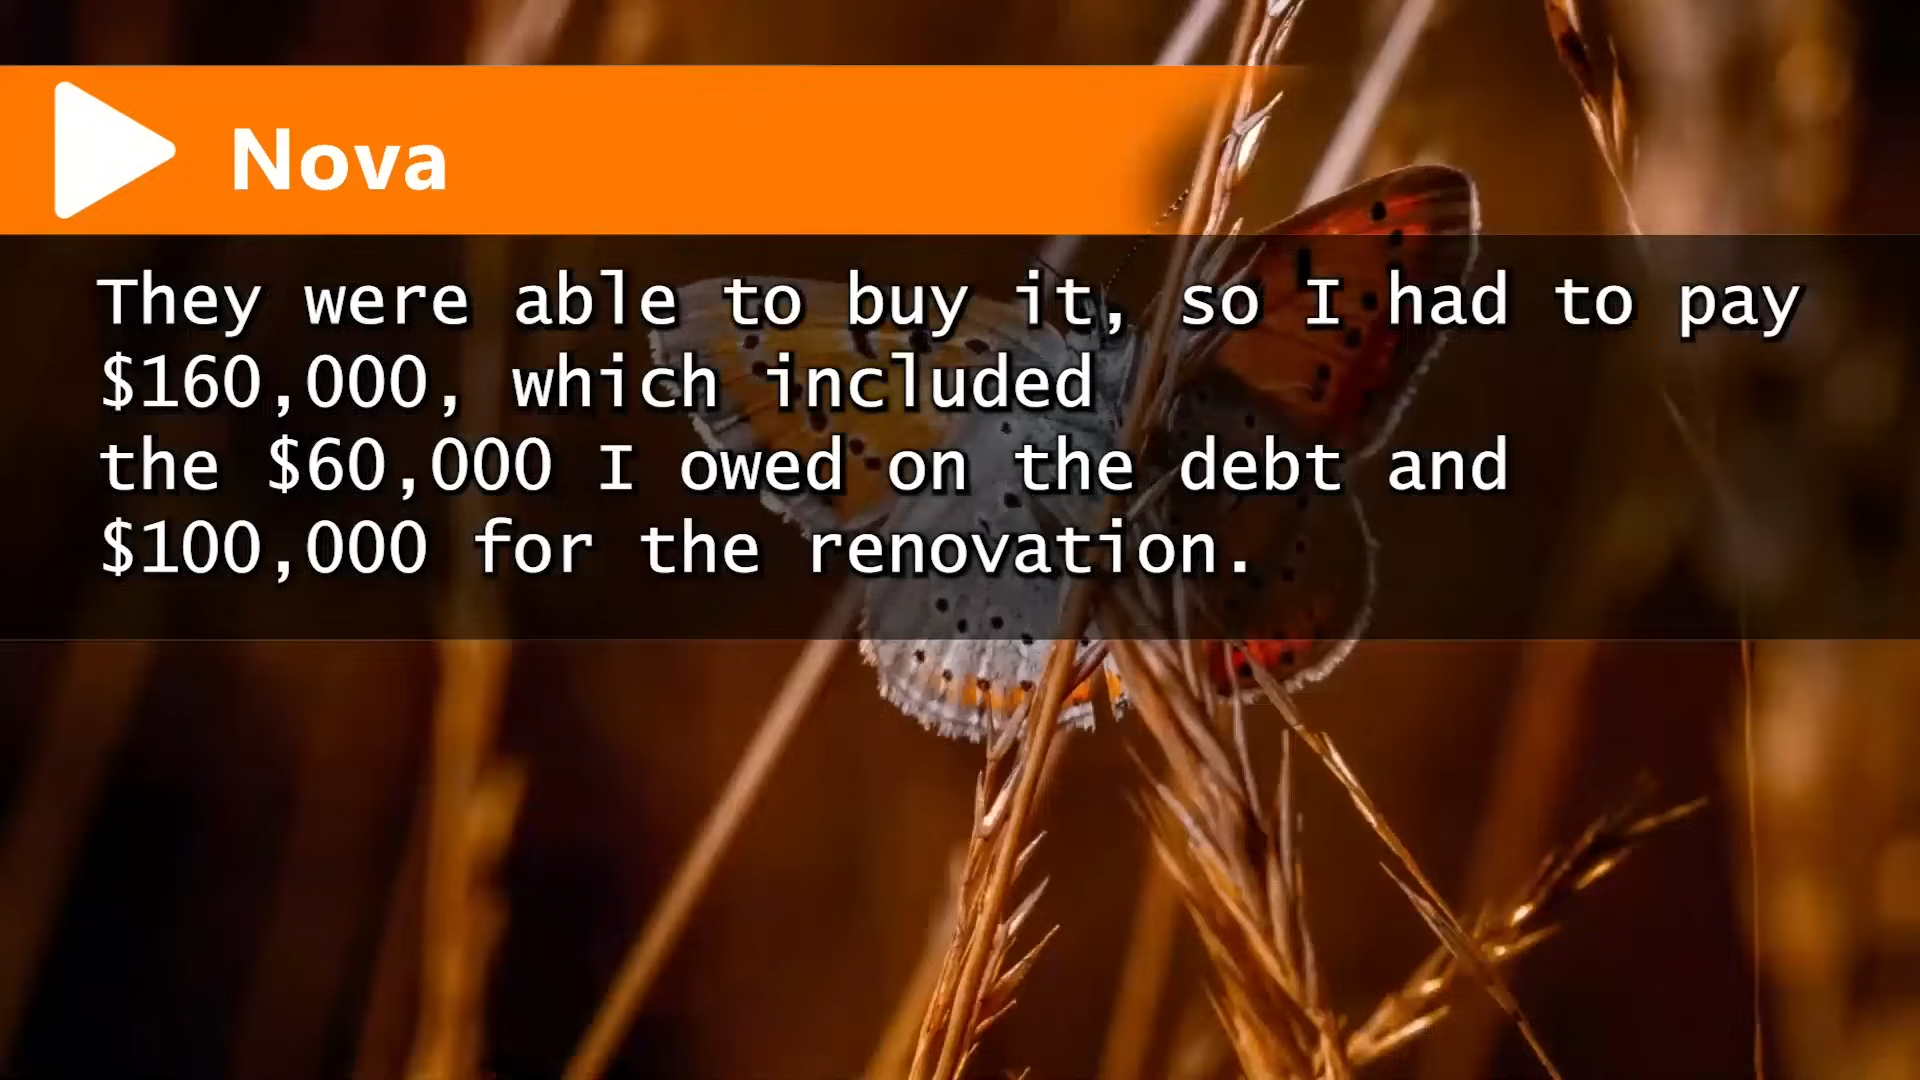 Nova
They were able to buy it, so I had to pay
$160,000, which included
the $60,000 I owed on the debt and
$100,000 for the renovation.